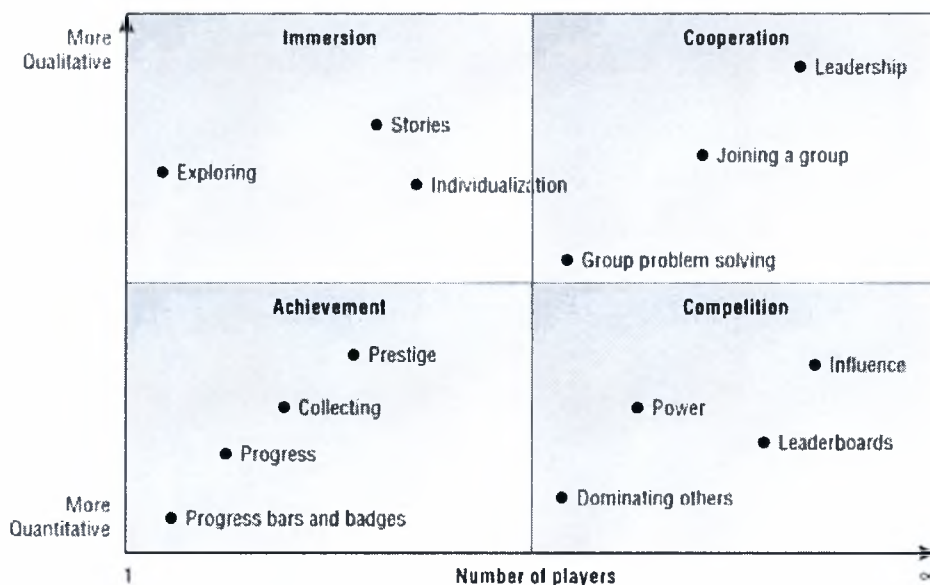 More
Qualitative
Immersion
Cooperation
Leadership
Stories
Joining a group
Exploring
Individualization
Group problem solving
Achievement
Competition
Prestige
Influence
Collecting
Power
Progress
Leaderboards
More
Quantitative
Dominating others
Progress bars and badges
1
Number of players
∞